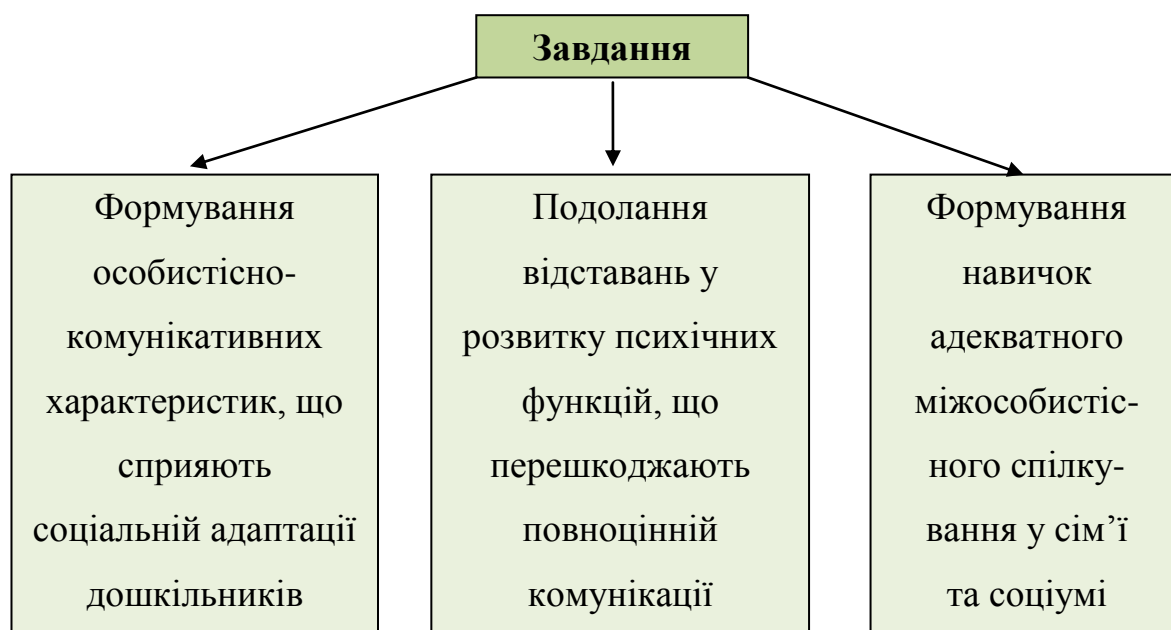 Завдання
Формування
особистісно-
комунікативних
характеристик, що
сприяють
соціальній адаптації
дошкільників
Подолання
відставань у
розвитку психічних
функцій, що
перешкоджають
повноцінній
комунікації
Формування
навичок
адекватного
міжособистіс-
ного спілку-
вання у сім’ї
та соціумі